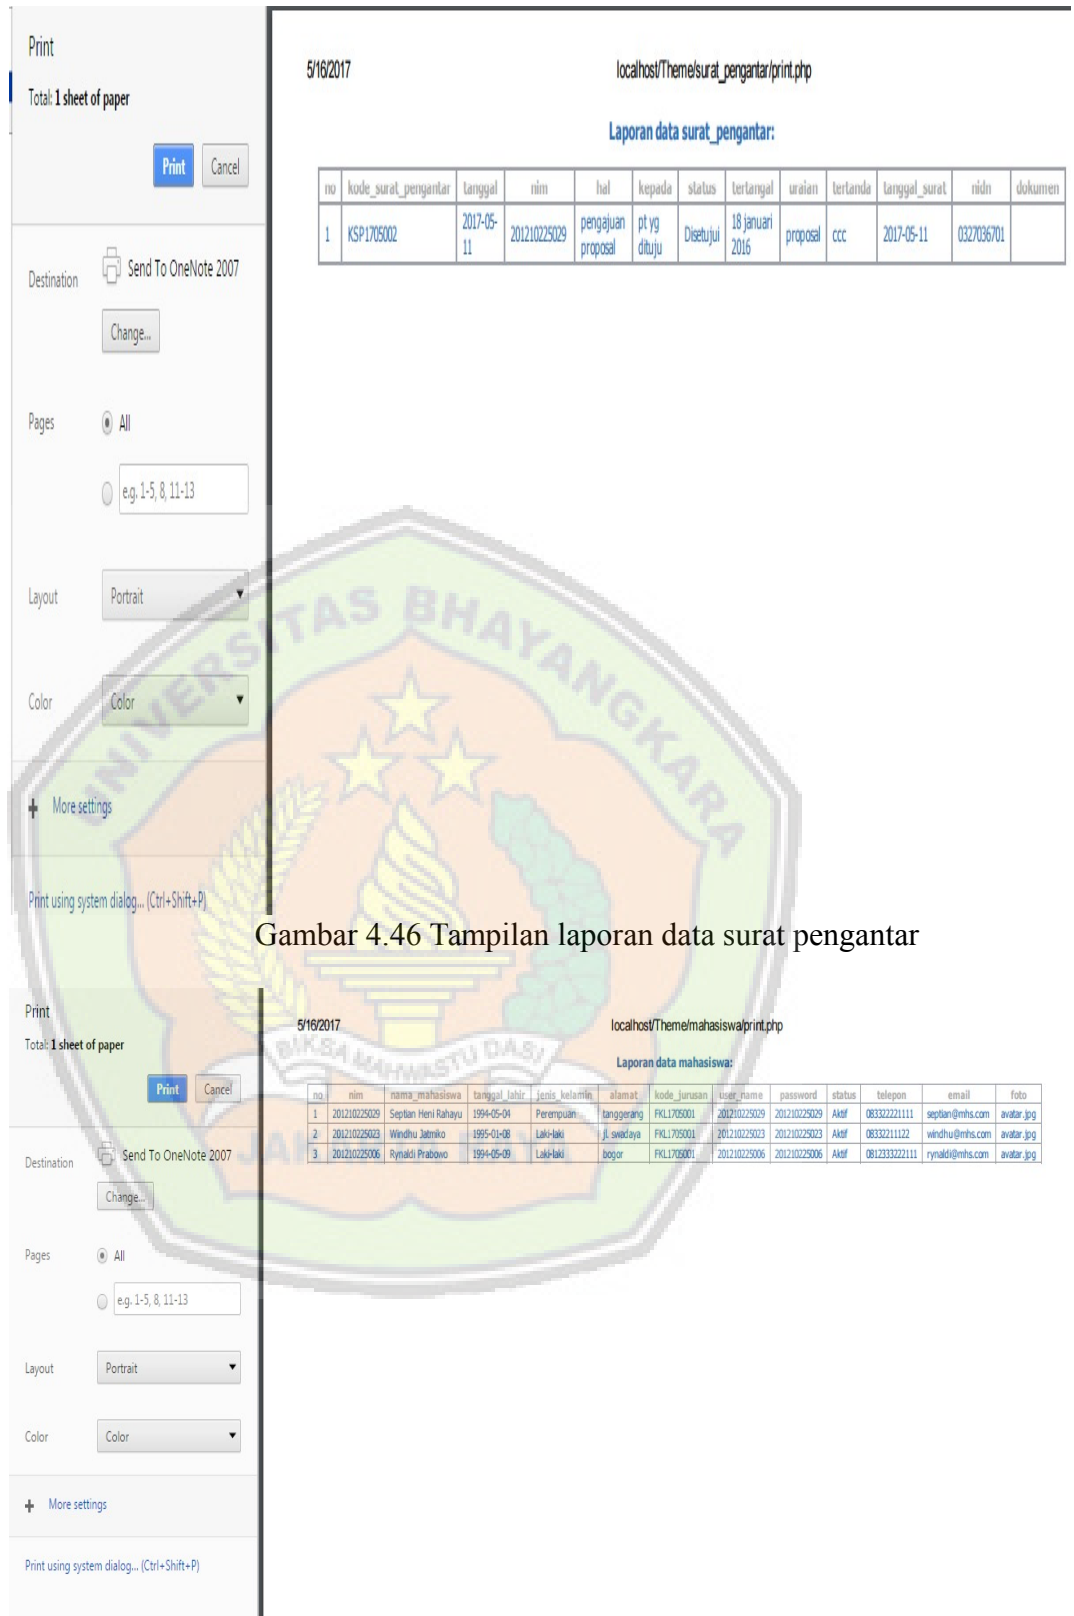 Print
Total: 1 sheet of paper
Print Cancel
Destination Send To OneNote 2007
Change...
Pages All
e.g. 1-5, 8, 11-13
Layout Portrait
Color Color
+ More settings
Print using system dialog... (Ctrl+Shift+P)
5/16/2017 localhost/Theme/surat_pengantar/print.php
Laporan data surat_pengantar:
no kode_surat_pengantar tanggal nim hal kepada status tertangal uraian tertanda tanggal_surat nidn dokumen
1 KSP1705002 2017-05-11 201210225029 pengajuan proposal pt yg dituju Disetujui 18 januari 2016 proposal ccc 2017-05-11 0327036701
UNIVERSITAS BHAYANGKARA
Gambar 4.46 Tampilan laporan data surat pengantar
BIKSA MAHWASTU DASI
JAKARTA RAYA
Print
Total: 1 sheet of paper
Print Cancel
Destination Send To OneNote 2007
Change...
Pages All
e.g. 1-5, 8, 11-13
Layout Portrait
Color Color
+ More settings
Print using system dialog... (Ctrl+Shift+P)
5/16/2017 localhost/Theme/mahasiswa/print.php
Laporan data mahasiswa:
no nim nama_mahasiswa tanggal_lahir jenis_kelamin alamat kode_jurusan user_name password status telepon email foto
1 201210225029 Septian Heni Rahayu 1994-05-04 Perempuan tanggerang FKL1705001 201210225029 201210225029 Aktif 083322221111 septian@mhs.com avatar.jpg
2 201210225023 Windhu Jatmiko 1995-01-08 Laki-laki jl. swadaya FKL1705001 201210225023 201210225023 Aktif 08332211122 windhu@mhs.com avatar.jpg
3 201210225006 Rynaldi Prabowo 1994-05-09 Laki-laki bogor FKL1705001 201210225006 201210225006 Aktif 0812333222111 rynaldi@mhs.com avatar.jpg